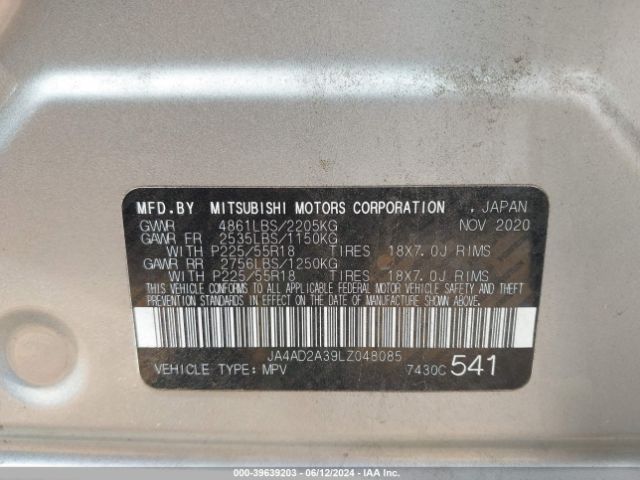 MFD.BY MITSUBISHI MOTORS CORPORATION , JAPAN
GVWR 4861LBS/2205KG NOV 2020
GAWR FR 2535LBS/1150KG
WITH P225/55R18 TIRES 18X7.0J RIMS
GAWR RR 2756LBS/1250KG
WITH P225/55R18 TIRES 18X7.0J RIMS
THIS VEHICLE CONFORMS TO ALL APPLICABLE FEDERAL MOTOR VEHICLE SAFETY AND THEFT
PREVENTION STANDARDS IN EFFECT ON THE DATE OF MANUFACTURE SHOWN ABOVE.
JA4AD2A39LZ048085
VEHICLE TYPE: MPV 7430C 541
000-39639203 - 06/12/2024 - IAA Inc.